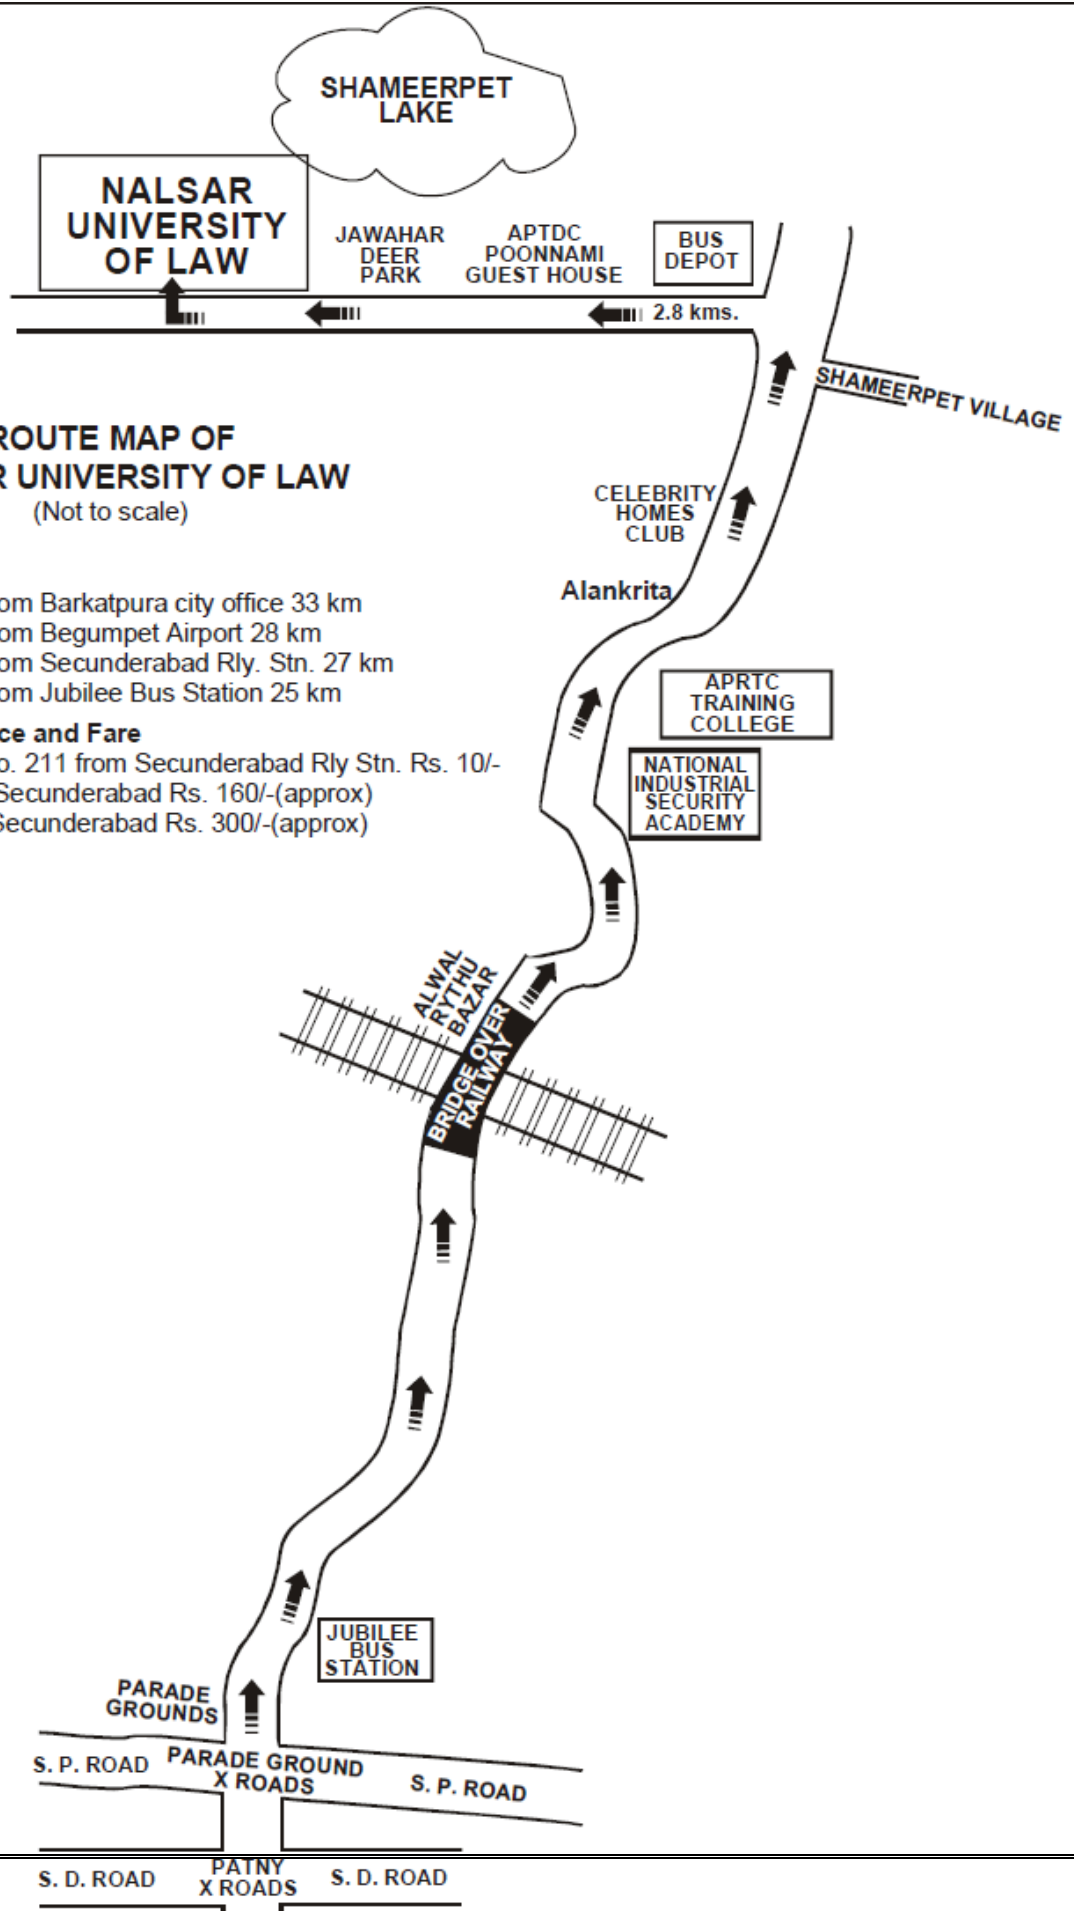 SHAMEERPET
LAKE
NALSAR
UNIVERSITY
OF LAW
JAWAHAR
DEER
PARK
APTDC
POONNAMI
GUEST HOUSE
BUS
DEPOT
2.8 kms.
SHAMEERPET VILLAGE
ROUTE MAP OF
R UNIVERSITY OF LAW
(Not to scale)
CELEBRITY
HOMES
CLUB
Alankrita
om Barkatpura city office 33 km
om Begumpet Airport 28 km
om Secunderabad Rly. Stn. 27 km
om Jubilee Bus Station 25 km
ce and Fare
o. 211 from Secunderabad Rly Stn. Rs. 10/-
Secunderabad Rs. 160/-(approx)
Secunderabad Rs. 300/-(approx)
APRTC
TRAINING
COLLEGE
NATIONAL
INDUSTRIAL
SECURITY
ACADEMY
ALWAL
RYTHU
BAZAR
BRIDGE OVER
RAILWAY
JUBILEE
BUS
STATION
PARADE
GROUNDS
S. P. ROAD
PARADE GROUND
X ROADS
S. P. ROAD
S. D. ROAD
PATNY
X ROADS
S. D. ROAD